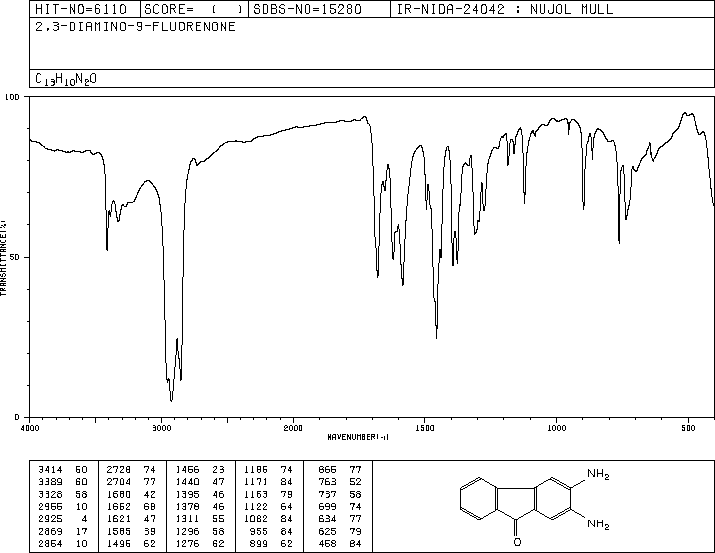 HIT-NO=6110 SCORE= ( ) SDBS-NO=15280 IR-NIDA-24042 : NUJOL MULL
2,3-DIAMINO-9-FLUORENONE
C13H10N2O
100
50
0
TRANSMITTANCE(%)
4000 3000 2000 1500 1000 500
WAVENUMBER(-1)
3414 60 2728 74 1456 23 1186 74 866 77
3389 60 2704 77 1440 47 1171 84 763 52
3328 58 1680 42 1395 46 1163 79 737 58
2955 10 1662 68 1378 46 1122 64 699 74
2925 4 1621 47 1311 55 1082 84 634 77
2869 17 1585 39 1296 58 955 84 625 79
2854 10 1495 62 1276 62 899 62 458 84
NH2
NH2
O